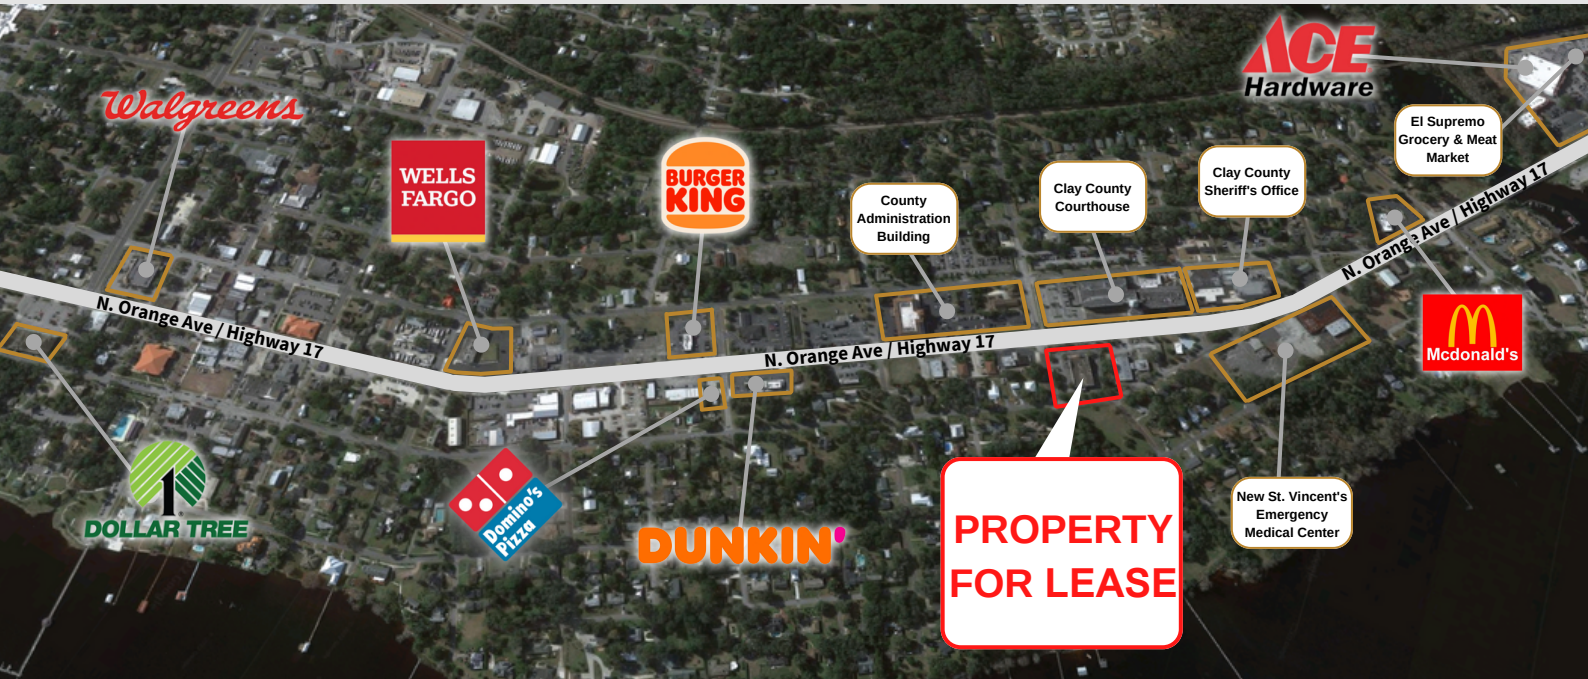 ACE
Hardware
Walgreens
El Supremo
Grocery & Meat
Market
WELLS
FARGO
BURGER
KING
Clay County
Sheriff's Office
Clay County
Courthouse
County
Administration
Building
N. Orange Ave / Highway 17
N. Orange Ave / Highway 17
N. Orange Ave / Highway 17
Mcdonald's
1
DOLLAR TREE
Domino's
Pizza
DUNKIN'
PROPERTY
FOR LEASE
New St. Vincent's
Emergency
Medical Center